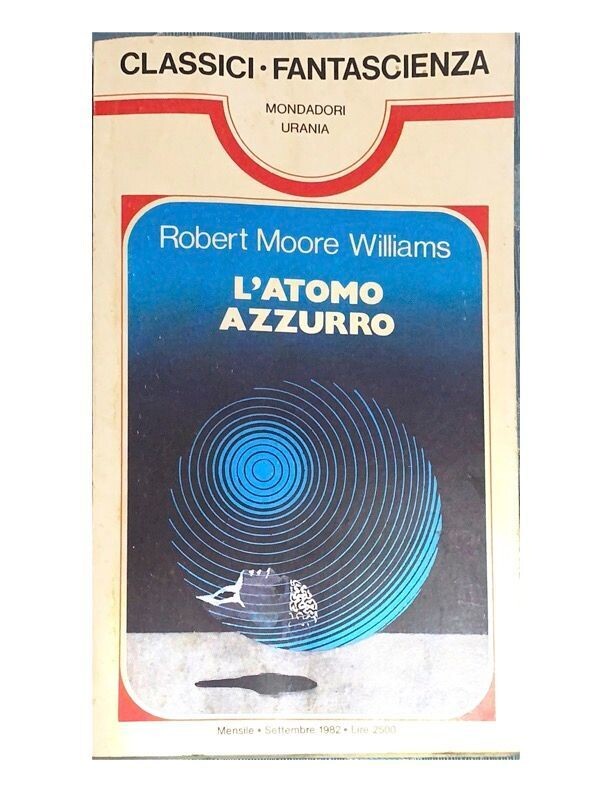 CLASSICI • FANTASCIENZA
MONDADORI
URANIA
Robert Moore Williams
L'ATOMO
AZZURRO
Mensile • Settembre 1982 • Lire 2500